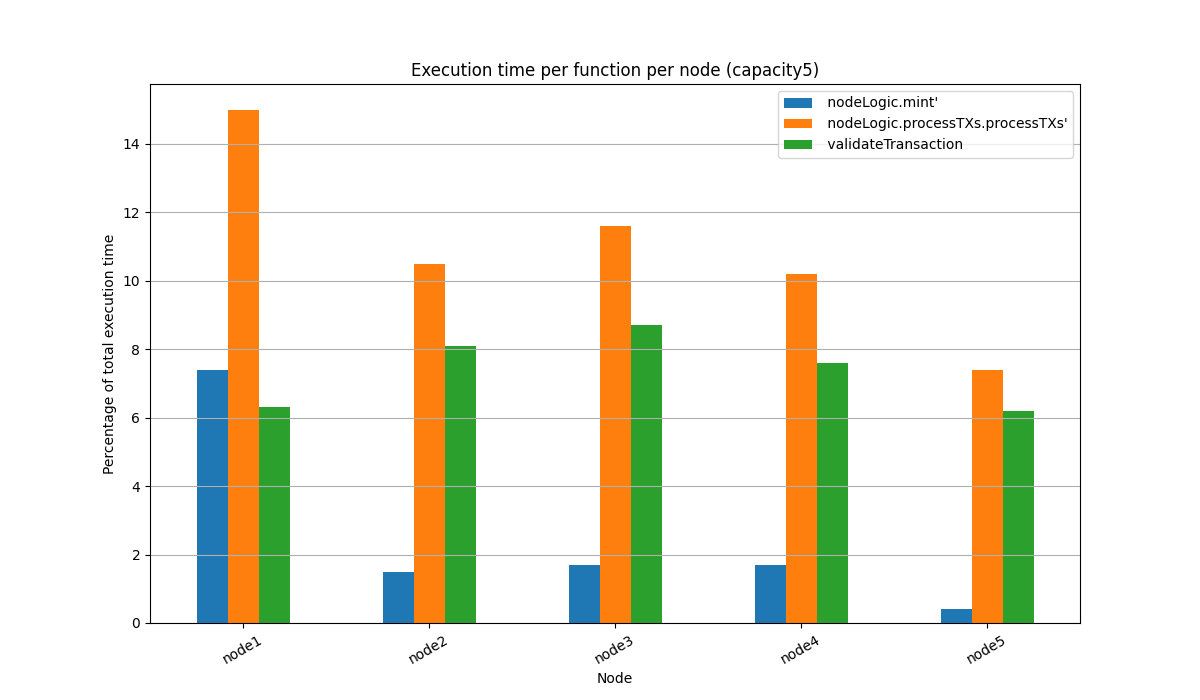 Execution time per function per node (capacity5)
nodeLogic.mint'
nodeLogic.processTXs.processTXs'
validateTransaction
Percentage of total execution time
14
12
10
8
6
4
2
0
node1 node2 node3 node4 node5
Node